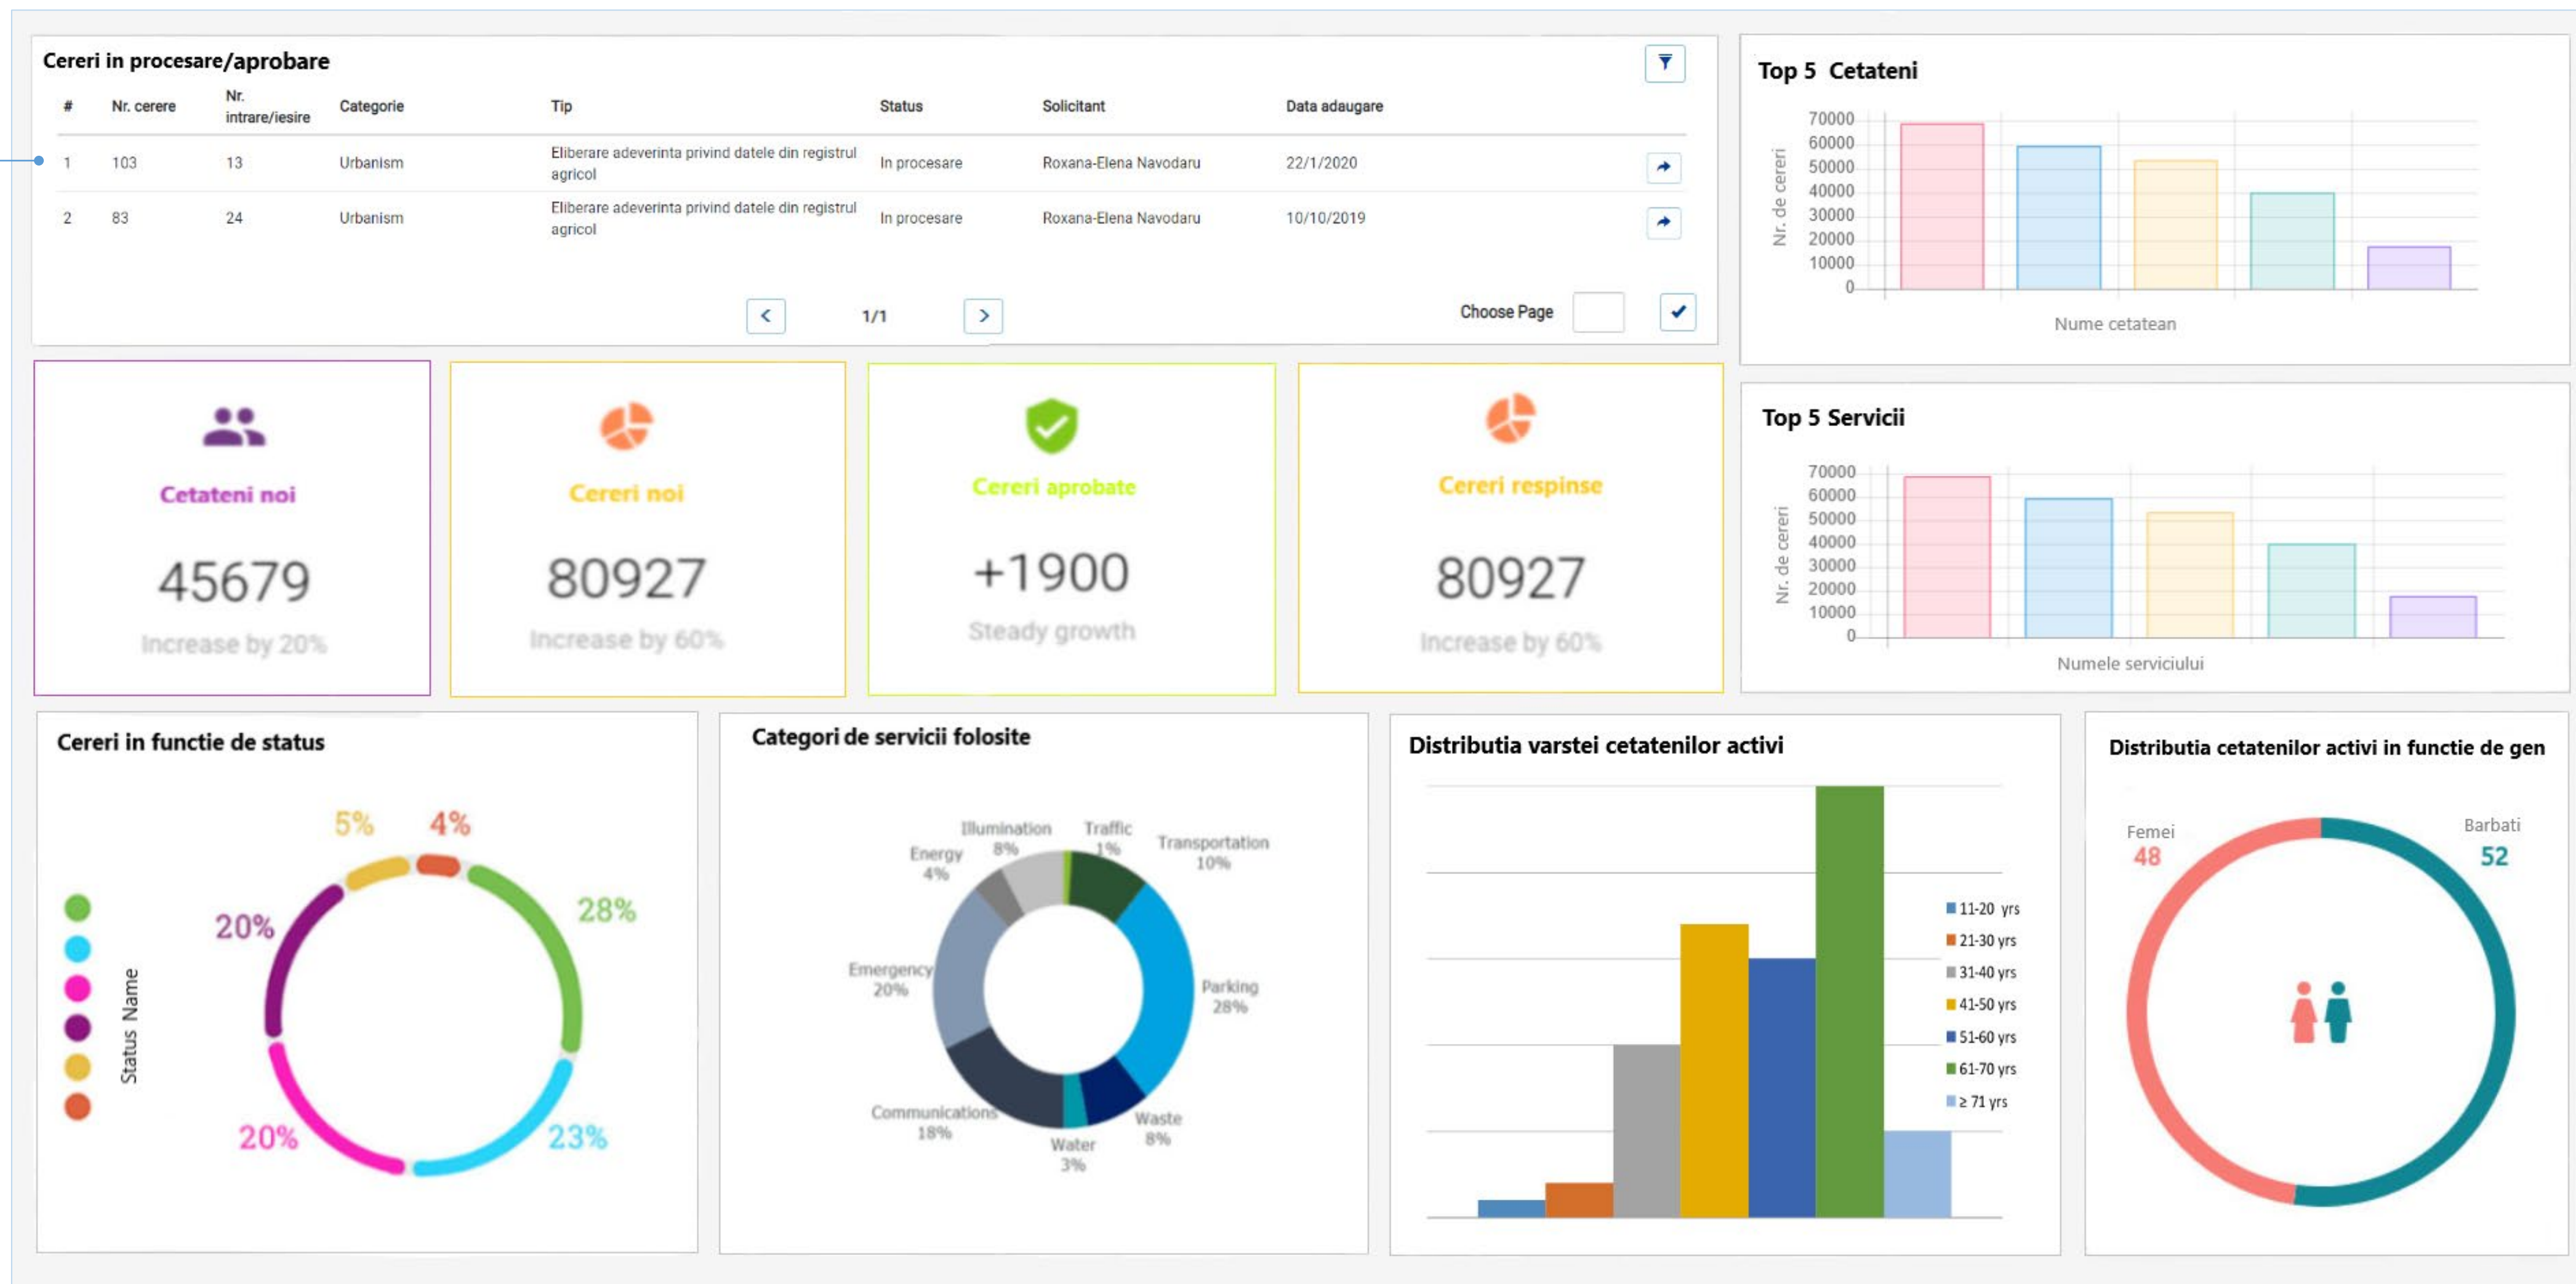 Cereri in procesare/aprobare
# Nr. cerere Nr. intrare/iesire Categorie Tip Status Solicitant Data adaugare
1 103 13 Urbanism Eliberare adeverinta privind datele din registrul agricol In procesare Roxana-Elena Navodaru 22/1/2020
2 83 24 Urbanism Eliberare adeverinta privind datele din registrul agricol In procesare Roxana-Elena Navodaru 10/10/2019
< 1/1 > Choose Page
Top 5 Cetateni
Nr. de cereri
70000
60000
50000
40000
30000
20000
10000
0
Nume cetatean
Cetateni noi
45679
Increase by 20%
Cereri noi
80927
Increase by 60%
Cereri aprobate
+1900
Steady growth
Cereri respinse
80927
Increase by 60%
Top 5 Servicii
Nr. de cereri
70000
60000
50000
40000
30000
20000
10000
0
Numele serviciului
Cereri in functie de status
Status Name
5%
4%
28%
20%
20%
23%
Categori de servicii folosite
Illumination
8%
Traffic
1%
Transportation
10%
Energy
4%
Emergency
20%
Parking
28%
Communications
18%
Waste
8%
Water
3%
Distributia varstei cetatenilor activi
11-20 yrs
21-30 yrs
31-40 yrs
41-50 yrs
51-60 yrs
61-70 yrs
≥ 71 yrs
Distributia cetatenilor activi in functie de gen
Femei
48
Barbati
52